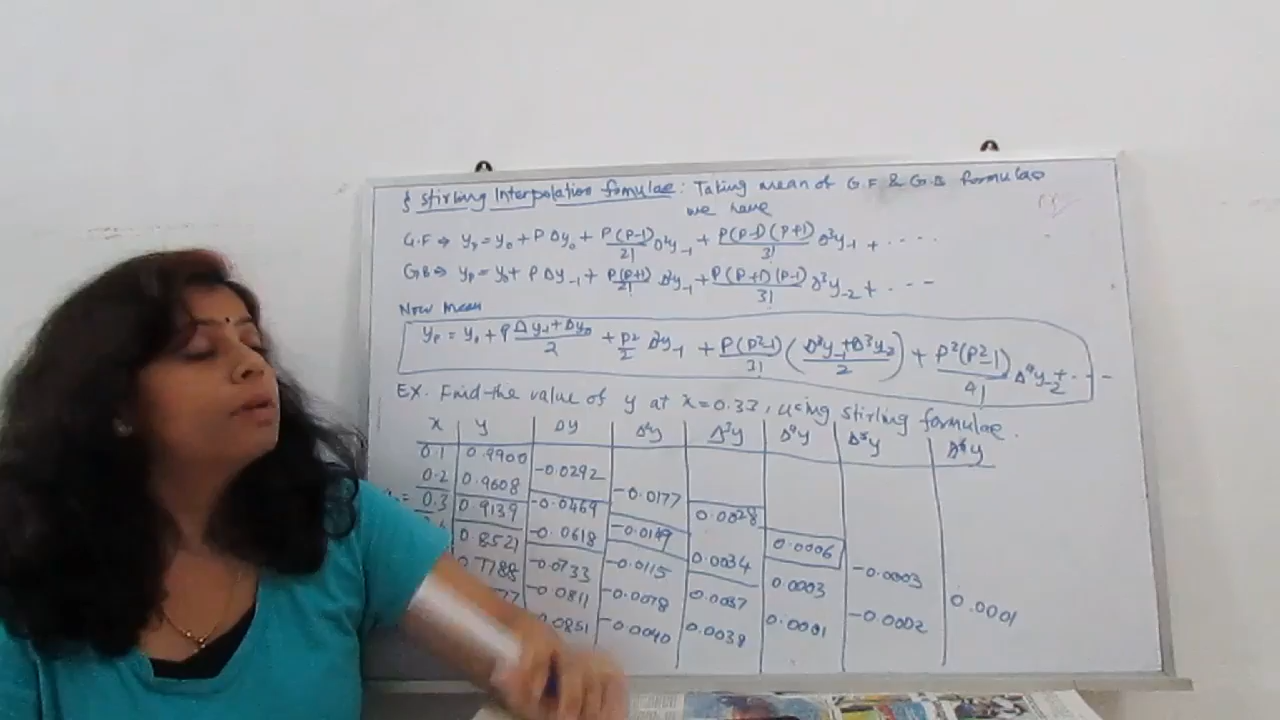 § Stirling Interpolation fomulae: Taking mean of G.F & G.B formulae
we have
G.F ⇒ yₚ = y₀ + P Δy₀ + P(P-1)/2! Δ²y₋₁ + P(P-1)(P+1)/3! Δ³y₋₁ + ....
GB ⇒ yₚ = y₀ + P Δy₋₁ + P(P+1)/2! Δ²y₋₁ + P(P+1)(P-1)/3! Δ³y₋₂ + ...
Now mean
yₚ = y₀ + P (Δy₋₁ + Δy₀)/2 + P²/2 Δ²y₋₁ + P(P²-1)/3! ((Δ³y₋₁ + Δ³y₋₂)/2) + P²(P²-1)/4! Δ⁴y₋₂ + ...
EX. Find the value of y at x = 0.33, using stirling formulae.
x y Δy Δ²y Δ³y Δ⁴y Δ⁵y Δ⁶y
0.1 0.9900
-0.0292
0.2 0.9608 -0.0177
0.3 0.9139 -0.0469 0.0028
0.8521 -0.0618 -0.0149 0.0006
0.0034 -0.0003
0.7788 -0.0733 -0.0115 0.0003 0.0001
-0.0811 -0.0078 0.0037 -0.0002
0.0851 -0.0040 0.0038 0.0001